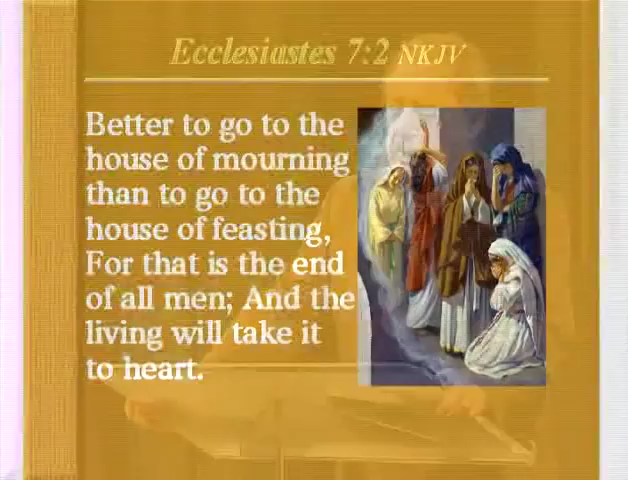 Ecclesiastes 7:2 NKJV
Better to go to the
house of mourning
than to go to the
house of feasting,
For that is the end
of all men; And the
living will take it
to heart.